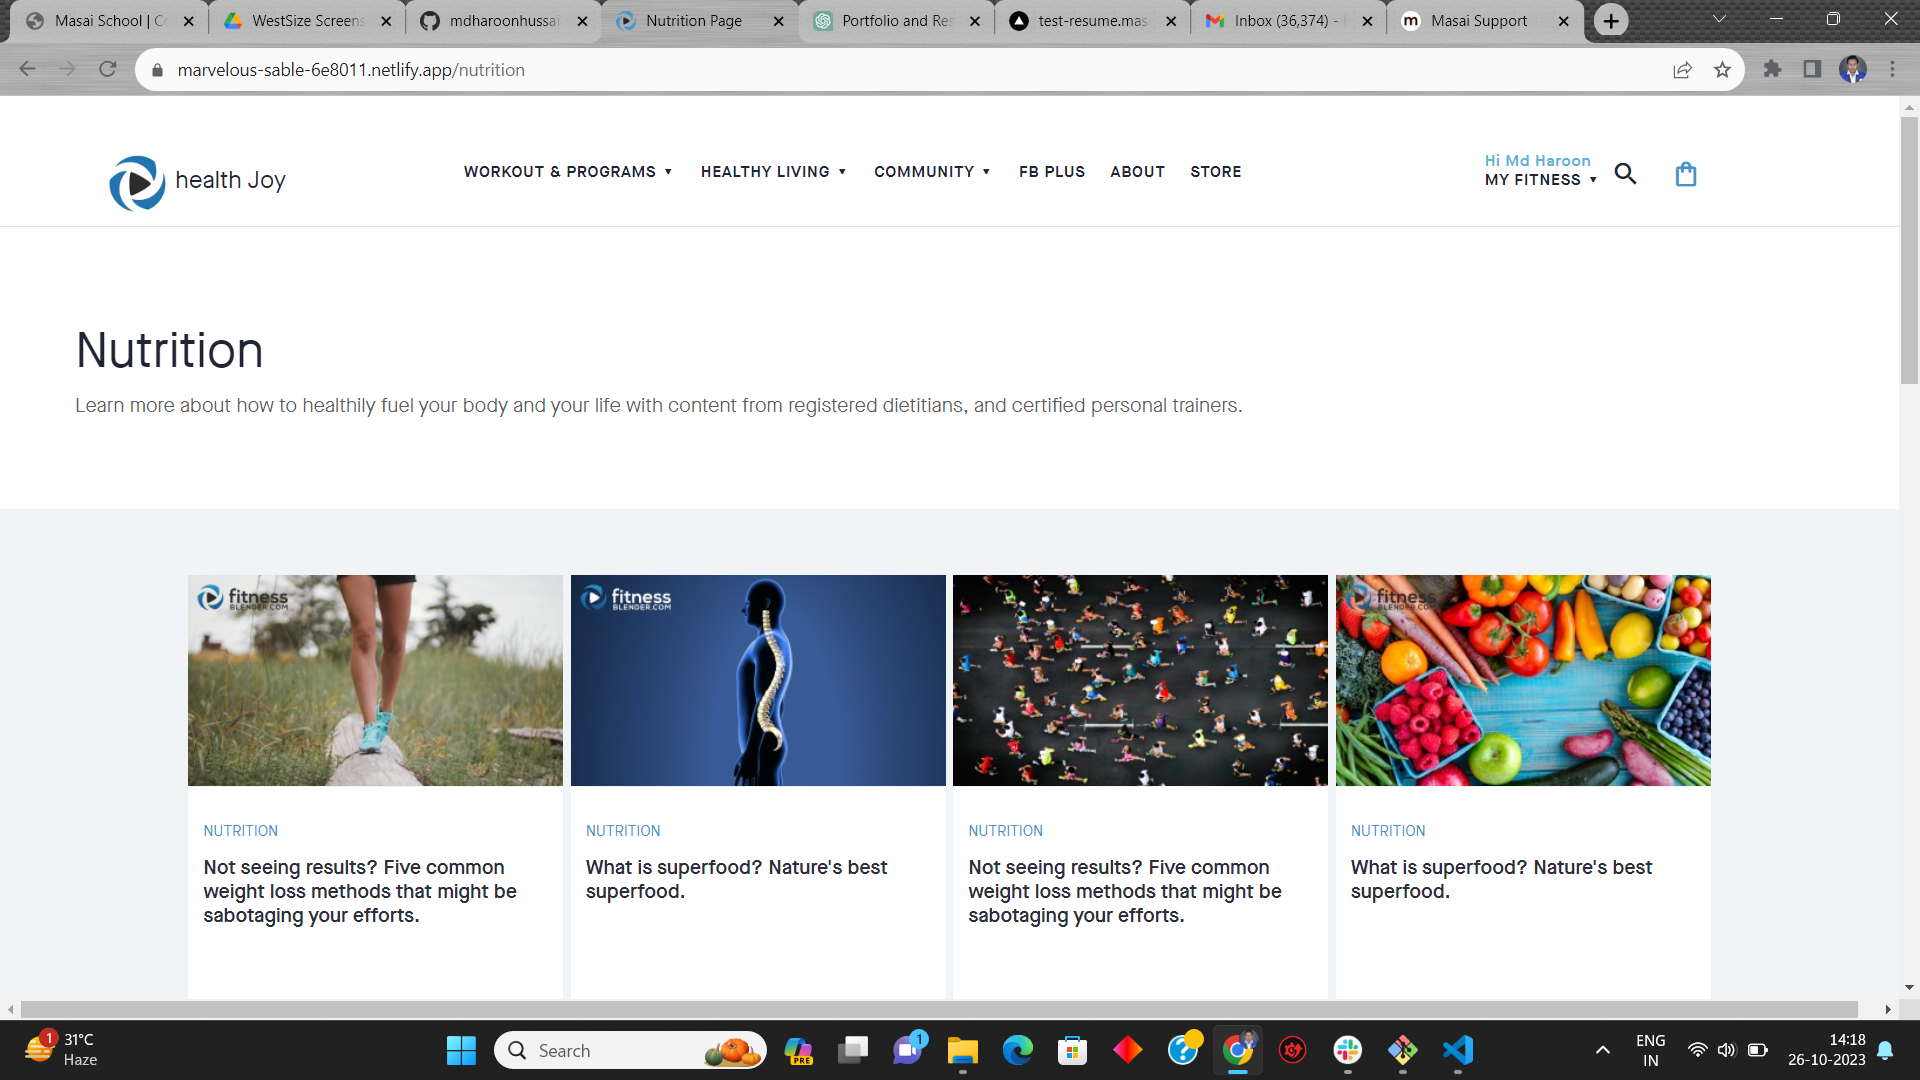 Masai School | Co
WestSize Screens
mdharoonhussai
Nutrition Page
Portfolio and Res
test-resume.mas
Inbox (36,374) -
Masai Support
marvelous-sable-6e8011.netlify.app/nutrition
health Joy
WORKOUT & PROGRAMS
HEALTHY LIVING
COMMUNITY
FB PLUS
ABOUT
STORE
Hi Md Haroon
MY FITNESS
Nutrition
Learn more about how to healthily fuel your body and your life with content from registered dietitians, and certified personal trainers.
fitness
BLENDER.COM
fitness
BLENDER.COM
fitness
BLENDER.COM
NUTRITION
Not seeing results? Five common
weight loss methods that might be
sabotaging your efforts.
NUTRITION
What is superfood? Nature's best
superfood.
NUTRITION
Not seeing results? Five common
weight loss methods that might be
sabotaging your efforts.
NUTRITION
What is superfood? Nature's best
superfood.
1
31°C
Haze
Search
PRE
1
ENG
IN
14:18
26-10-2023